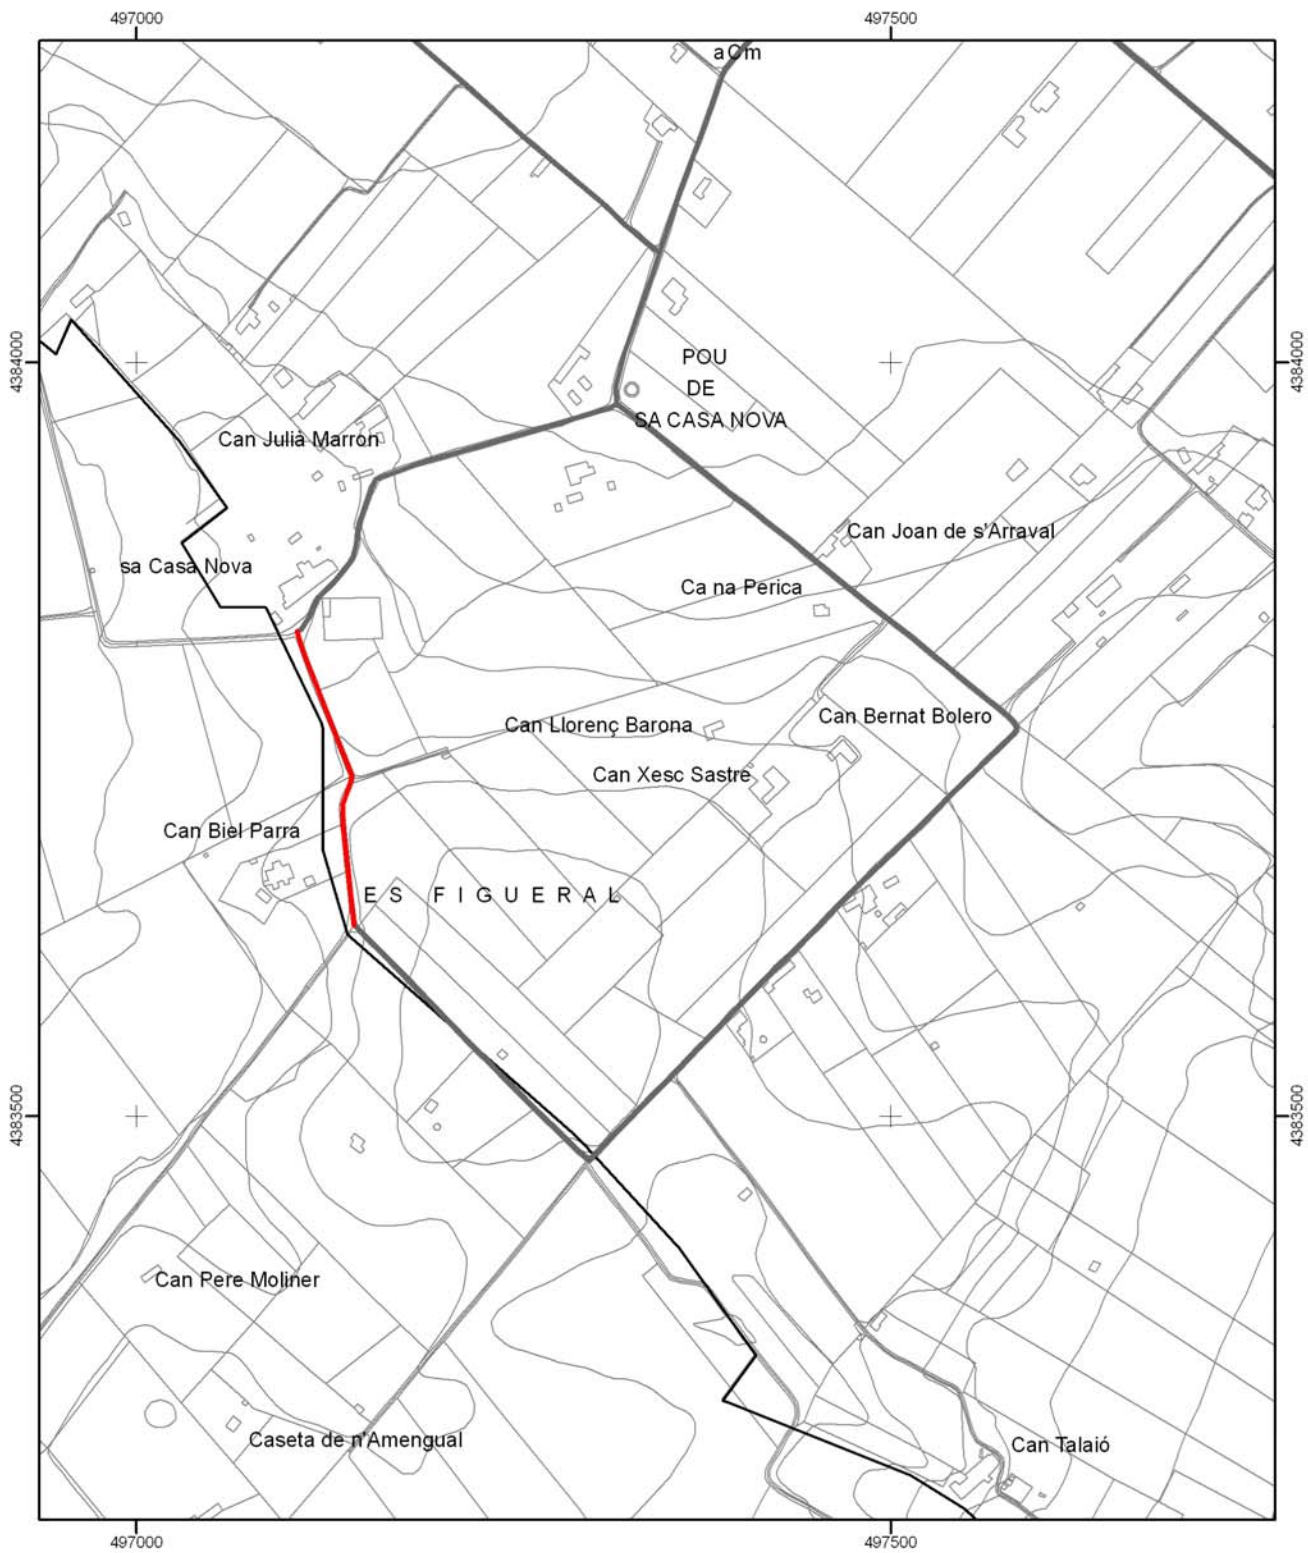 497000
497500
aCm
4384000
4384000
POU
DE
SA CASA NOVA
Can Julià Marron
Can Joan de s'Arraval
sa Casa Nova
Ca na Perica
Can Bernat Bolero
Can Llorenç Barona
Can Xesc Sastre
Can Biel Parra
ES FIGUERAL
4383500
4383500
Can Pere Moliner
Caseta de n'Amengual
Can Talaió
497000
497500